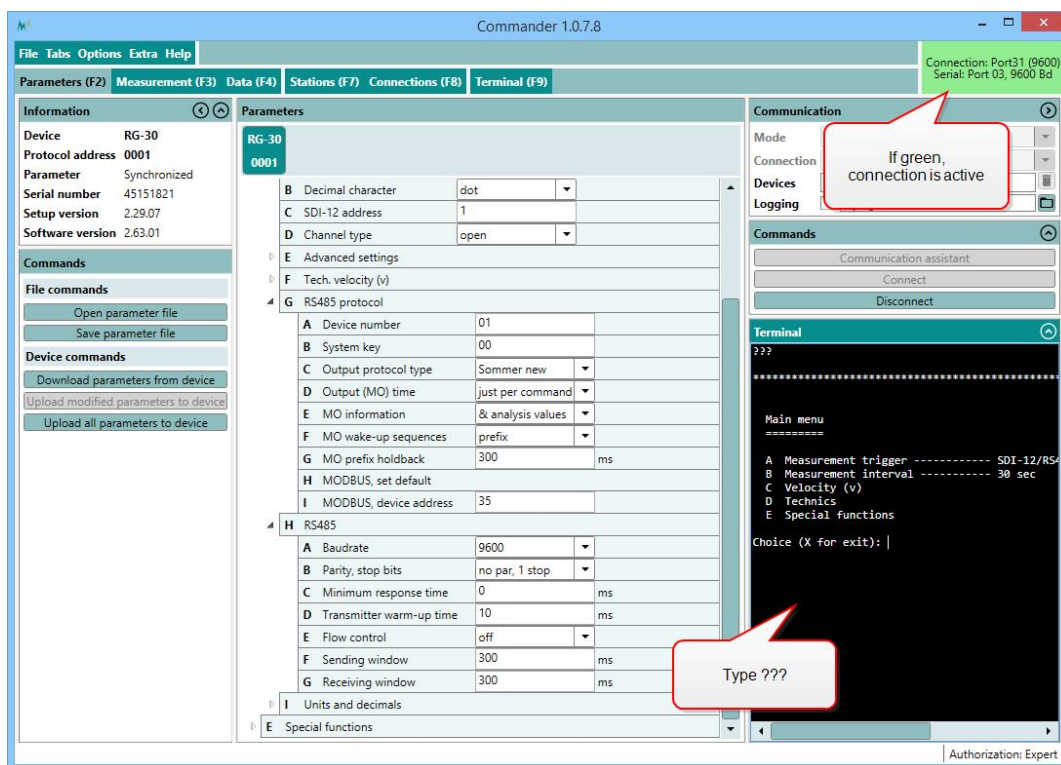 Commander 1.0.7.8
File Tabs Options Extra Help
Connection: Port31 (9600)
Serial: Port 03, 9600 Bd
Parameters (F2) Measurement (F3) Data (F4) Stations (F7) Connections (F8) Terminal (F9)
Information
Device RG-30
Protocol address 0001
Parameter Synchronized
Serial number 45151821
Setup version 2.29.07
Software version 2.63.01
Commands
File commands
Open parameter file
Save parameter file
Device commands
Download parameters from device
Upload modified parameters to device
Upload all parameters to device
Parameters
RG-30
0001
B Decimal character dot
C SDI-12 address 1
D Channel type open
E Advanced settings
F Tech. velocity (v)
G RS485 protocol
A Device number 01
B System key 00
C Output protocol type Sommer new
D Output (MO) time just per command
E MO information & analysis values
F MO wake-up sequences prefix
G MO prefix holdback 300 ms
H MODBUS, set default
I MODBUS, device address 35
H RS485
A Baudrate 9600
B Parity, stop bits no par, 1 stop
C Minimum response time 0 ms
D Transmitter warm-up time 10 ms
E Flow control off
F Sending window 300 ms
G Receiving window 300 ms
I Units and decimals
E Special functions
Communication
Mode
Connection
Devices
Logging
If green,
connection is active
Commands
Communication assistant
Connect
Disconnect
Terminal
???
**************************************************
Main menu
=========
A Measurement trigger ------------ SDI-12/RS4
B Measurement interval ----------- 30 sec
C Velocity (v)
D Technics
E Special functions
Choice (X for exit):
Type ???
Authorization: Expert